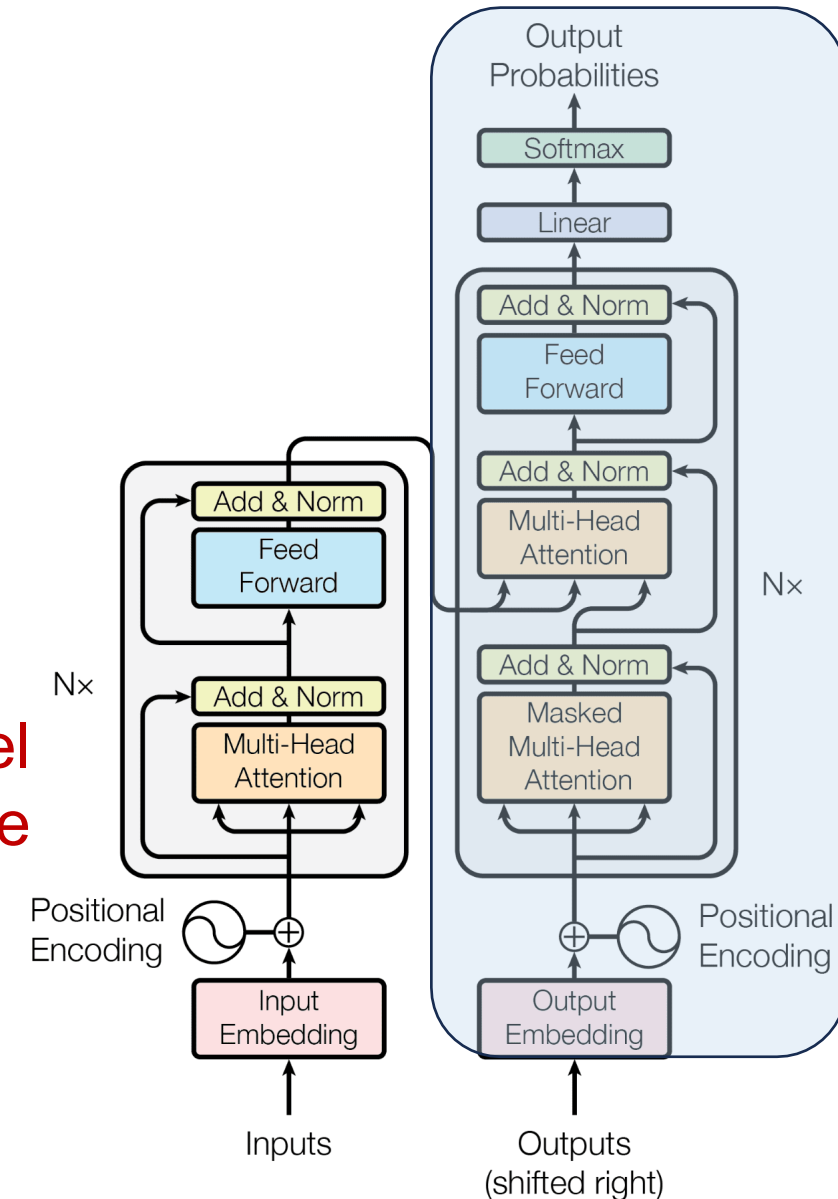 Output
Probabilities
Softmax
Linear
Add & Norm
Feed
Forward
Add & Norm
Multi-Head
Attention
Add & Norm
Masked
Multi-Head
Attention
N×
Positional
Encoding
Output
Embedding
Outputs
(shifted right)
Add & Norm
Feed
Forward
Add & Norm
Multi-Head
Attention
N×
Positional
Encoding
Input
Embedding
Inputs